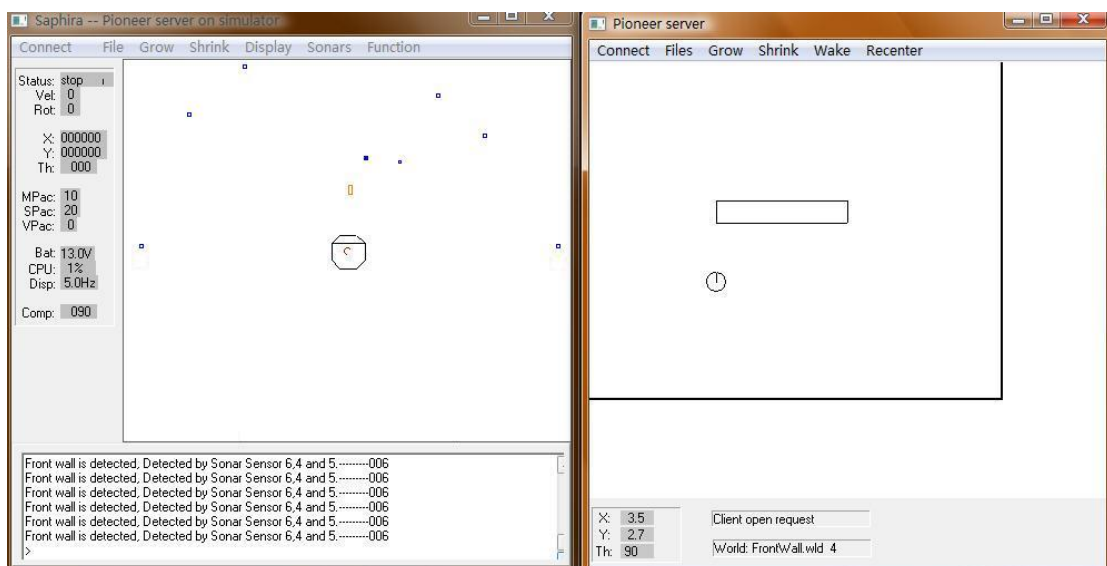 Saphira -- Pioneer server on simulator
Connect File Grow Shrink Display Sonars Function
Status: stop
Vel: 0
Rot: 0
X: 000000
Y: 000000
Th: 000
MPac: 10
SPac: 20
VPac: 0
Bat: 13.0V
CPU: 1%
Disp: 5.0Hz
Comp: 090
Front wall is detected, Detected by Sonar Sensor 6,4 and 5.---------006
Front wall is detected, Detected by Sonar Sensor 6,4 and 5.---------006
Front wall is detected, Detected by Sonar Sensor 6,4 and 5.---------006
Front wall is detected, Detected by Sonar Sensor 6,4 and 5.---------006
Front wall is detected, Detected by Sonar Sensor 6,4 and 5.---------006
Front wall is detected, Detected by Sonar Sensor 6,4 and 5.---------006
>
Pioneer server
Connect Files Grow Shrink Wake Recenter
X: 3.5
Y: 2.7
Th: 90
Client open request
World: FrontWall.wld 4